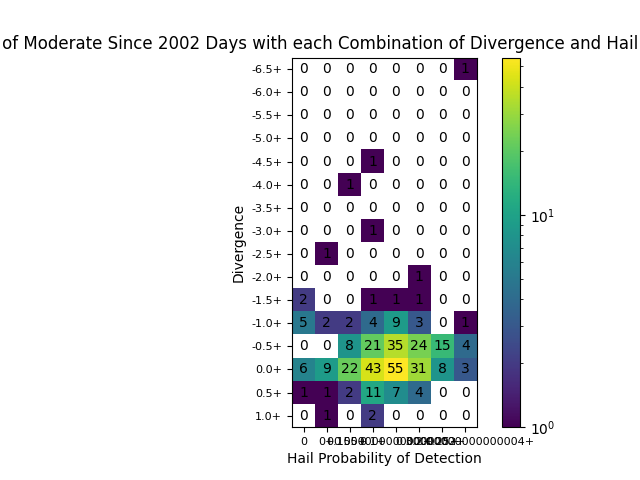 of Moderate Since 2002 Days with each Combination of Divergence and Hail
-6.5+ 0 0 0 0 0 0 0 1
-6.0+ 0 0 0 0 0 0 0 0
-5.5+ 0 0 0 0 0 0 0 0
-5.0+ 0 0 0 0 0 0 0 0
-4.5+ 0 0 0 1 0 0 0 0
-4.0+ 0 0 1 0 0 0 0 0
-3.5+ 0 0 0 0 0 0 0 0
-3.0+ 0 0 0 1 0 0 0 0
-2.5+ 0 1 0 0 0 0 0 0
-2.0+ 0 0 0 0 0 1 0 0
-1.5+ 2 0 0 1 1 1 0 0
-1.0+ 5 2 2 4 9 3 0 1
-0.5+ 0 0 8 21 35 24 15 4
0.0+ 6 9 22 43 55 31 8 3
0.5+ 1 1 2 11 7 4 0 0
1.0+ 0 1 0 2 0 0 0 0
0
Hail Probability of Detection
Divergence
10^1
10^0